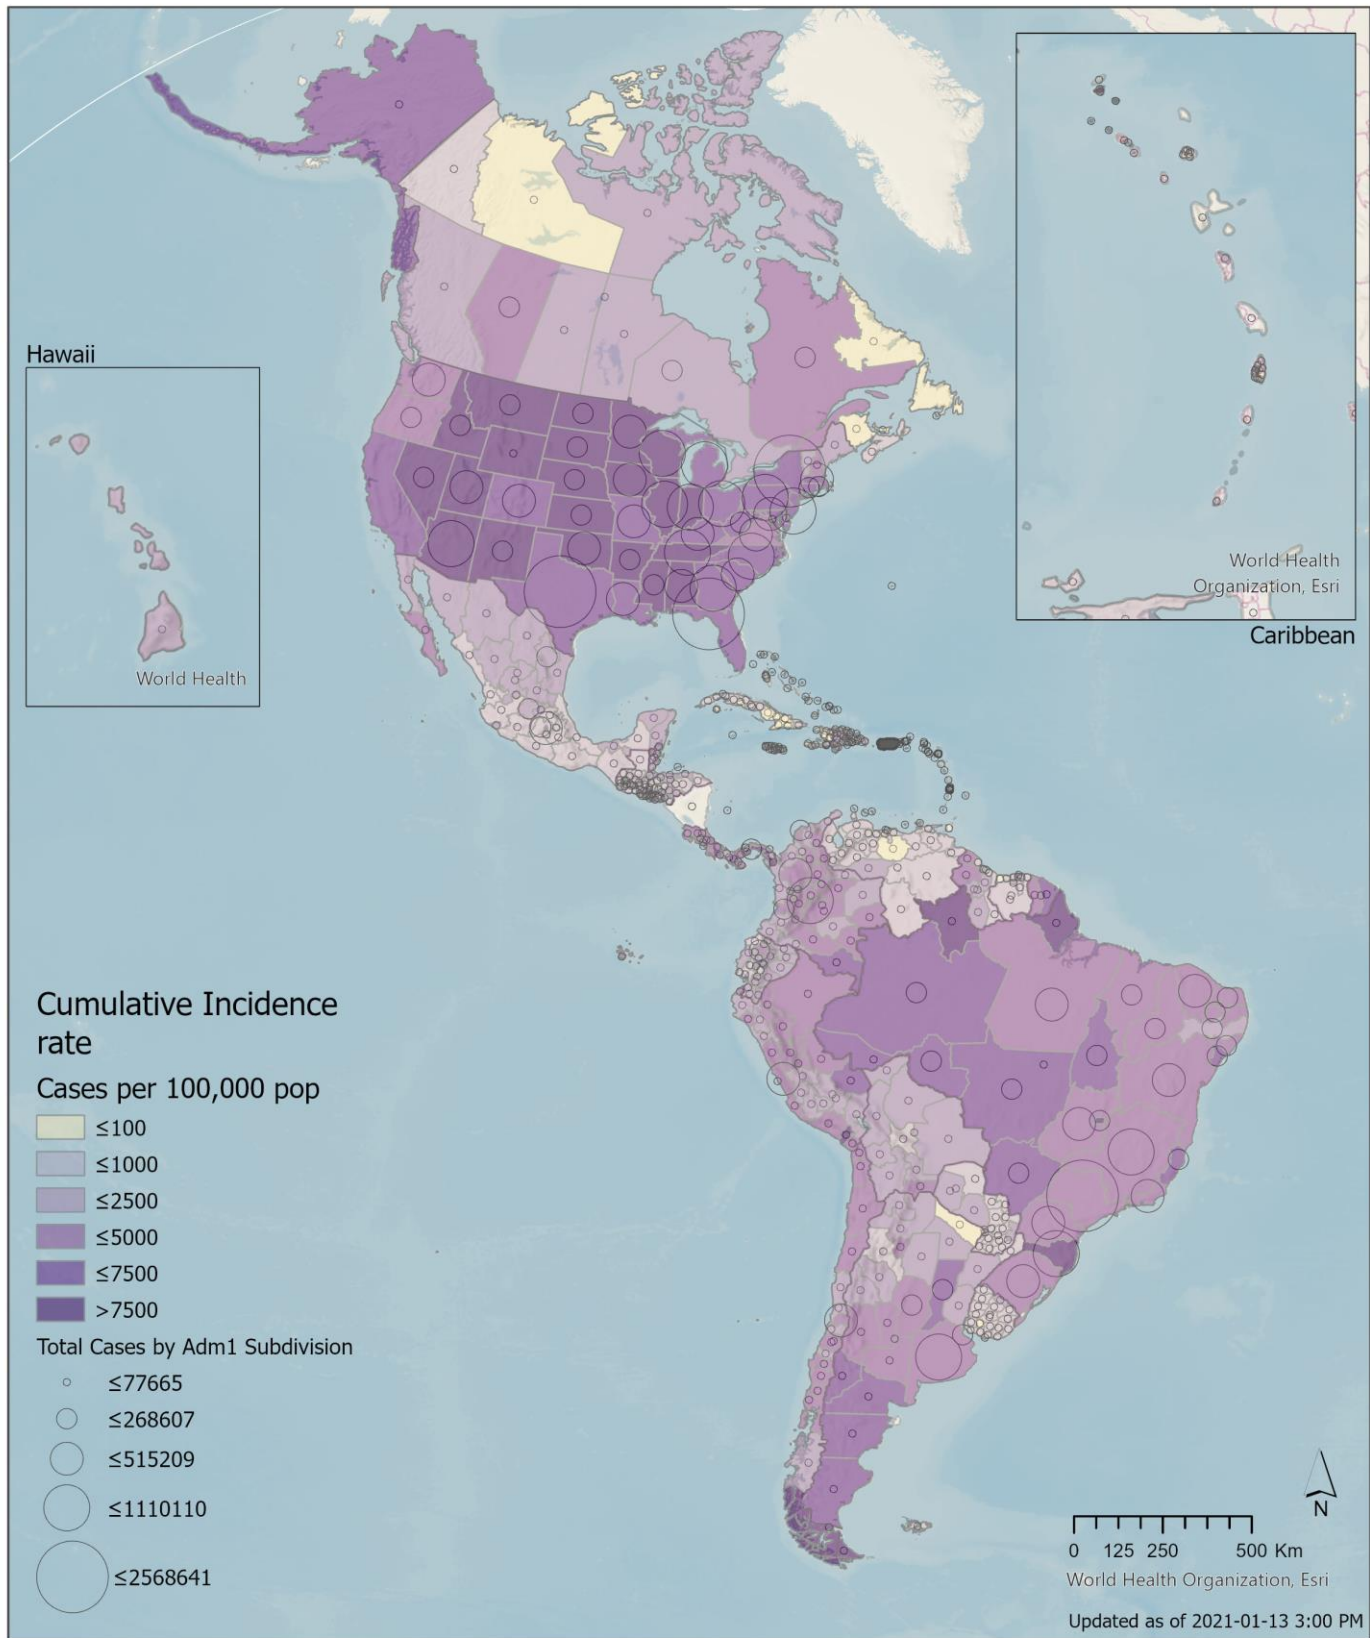 Hawaii
World Health
World Health
Organization, Esri
Caribbean
Cumulative Incidence
rate
Cases per 100,000 pop
≤100
≤1000
≤2500
≤5000
≤7500
>7500
Total Cases by Adm1 Subdivision
≤77665
≤268607
≤515209
≤1110110
≤2568641
N
0 125 250 500 Km
World Health Organization, Esri
Updated as of 2021-01-13 3:00 PM